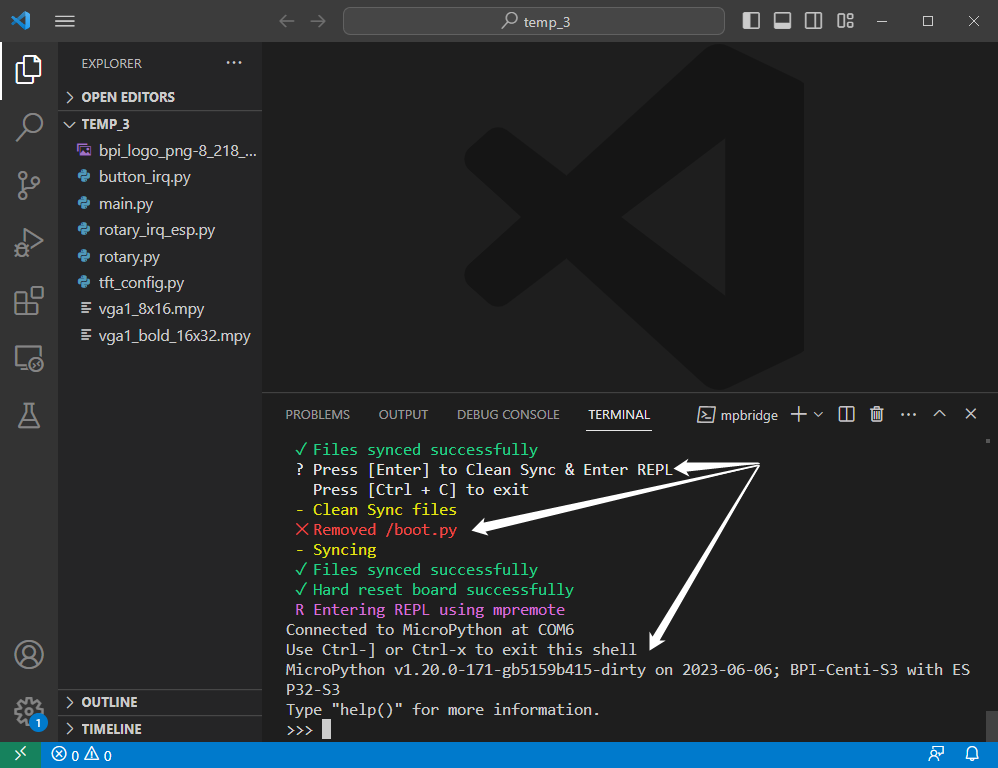 temp_3
EXPLORER
OPEN EDITORS
TEMP_3
bpi_logo_png-8_218_...
button_irq.py
main.py
rotary_irq_esp.py
rotary.py
tft_config.py
vga1_8x16.mpy
vga1_bold_16x32.mpy
PROBLEMS OUTPUT DEBUG CONSOLE TERMINAL mpbridge
✓ Files synced successfully
? Press [Enter] to Clean Sync & Enter REPL
Press [Ctrl + C] to exit
- Clean Sync files
✕ Removed /boot.py
- Syncing
✓ Files synced successfully
✓ Hard reset board successfully
R Entering REPL using mpremote
Connected to MicroPython at COM6
Use Ctrl-] or Ctrl-x to exit this shell
MicroPython v1.20.0-171-gb5159b415-dirty on 2023-06-06; BPI-Centi-S3 with ES
P32-S3
Type "help()" for more information.
>>>
OUTLINE
TIMELINE
1
0 0